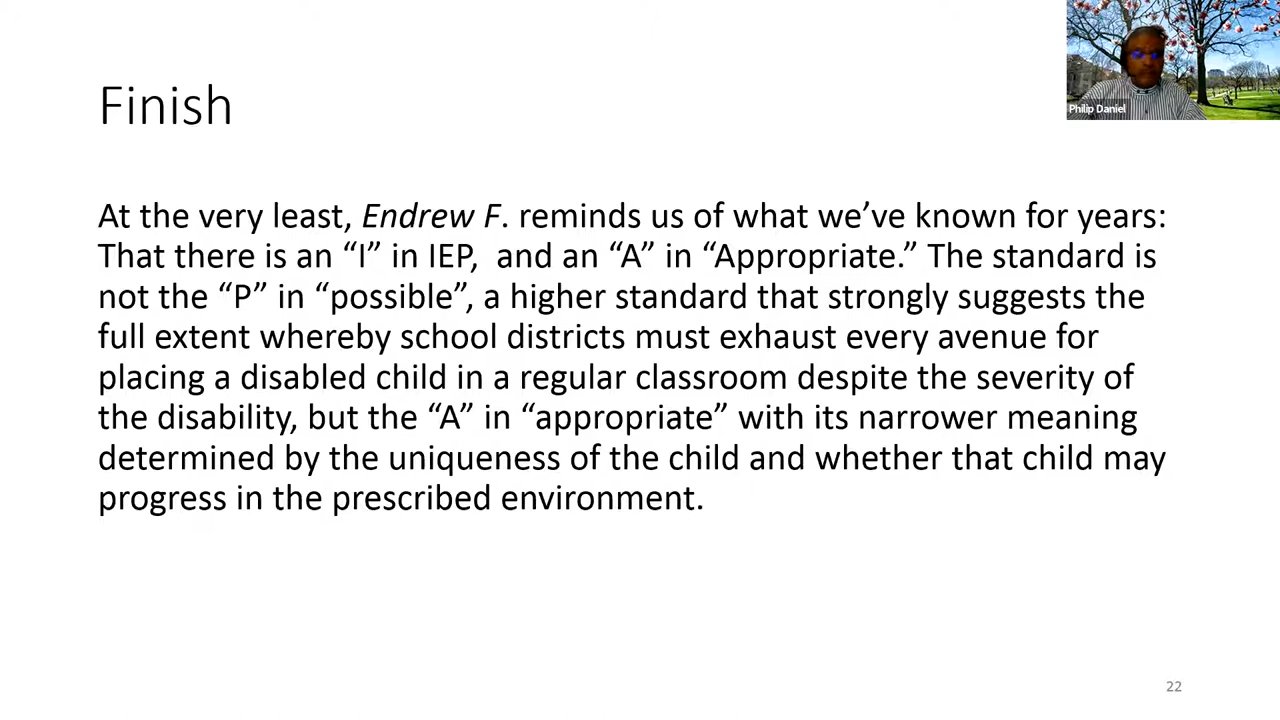 Finish
Philip Daniel
At the very least, Endrew F. reminds us of what we’ve known for years:
That there is an “I” in IEP,  and an “A” in “Appropriate.” The standard is
not the “P” in “possible”, a higher standard that strongly suggests the
full extent whereby school districts must exhaust every avenue for
placing a disabled child in a regular classroom despite the severity of
the disability, but the “A” in “appropriate” with its narrower meaning
determined by the uniqueness of the child and whether that child may
progress in the prescribed environment.
22